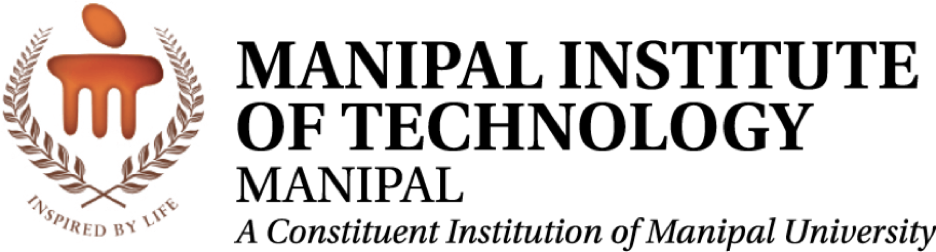 INSPIRED BY LIFE
MANIPAL INSTITUTE
OF TECHNOLOGY
MANIPAL
A Constituent Institution of Manipal University